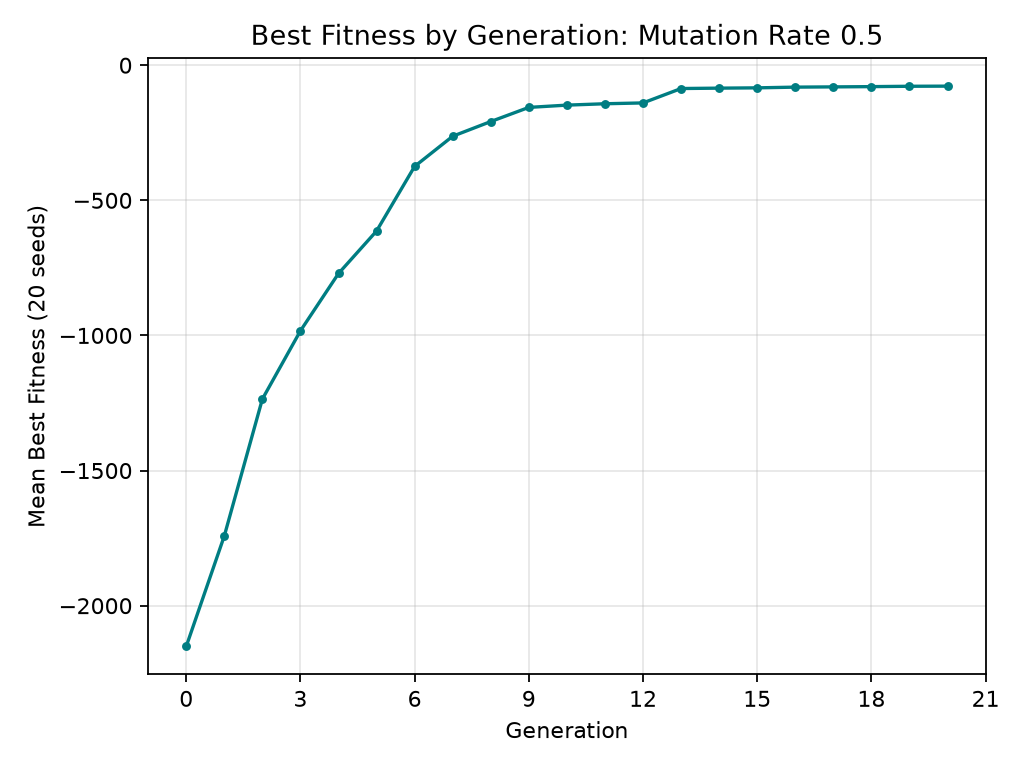 Best Fitness by Generation: Mutation Rate 0.5
Mean Best Fitness (20 seeds)
0
−500
−1000
−1500
−2000
0 3 6 9 12 15 18 21
Generation